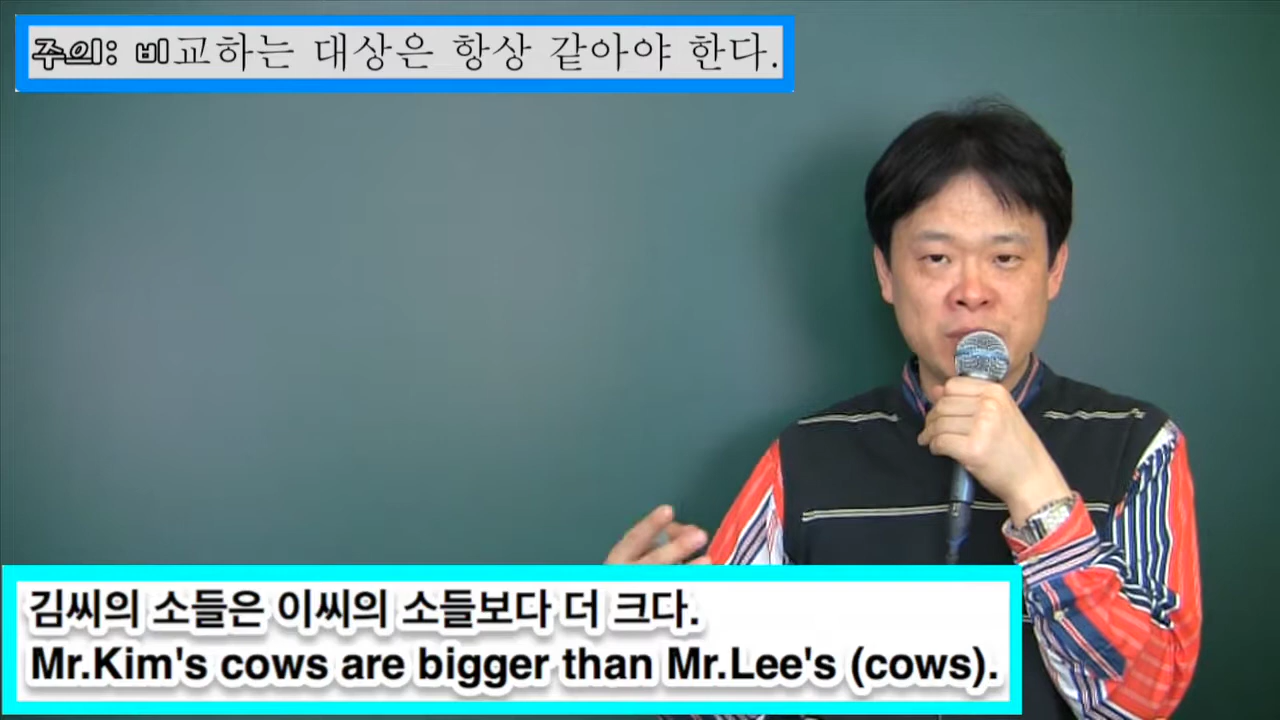 주의: 비교하는 대상은 항상 같아야 한다.
김씨의 소들은 이씨의 소들보다 더 크다.
Mr.Kim's cows are bigger than Mr.Lee's (cows).